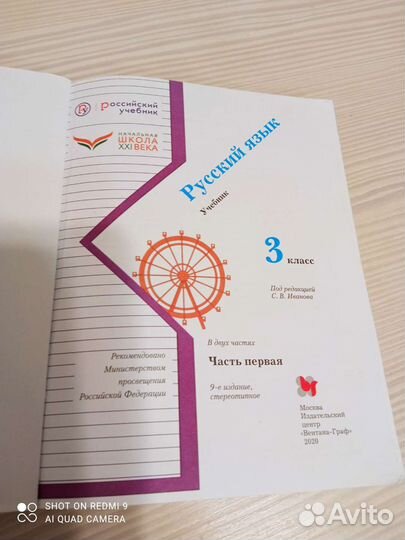 российский
учебник
НАЧАЛЬНАЯ
ШКОЛА
XXI ВЕКА
Русский язык
Учебник
3 класс
Под редакцией
С. В. Иванова
В двух частях
Часть первая
9-е издание,
стереотипное
Рекомендовано
Министерством
просвещения
Российской Федерации
Москва
Издательский
центр
«Вентана-Граф»
2020
SHOT ON REDMI 9
AI QUAD CAMERA
Avito